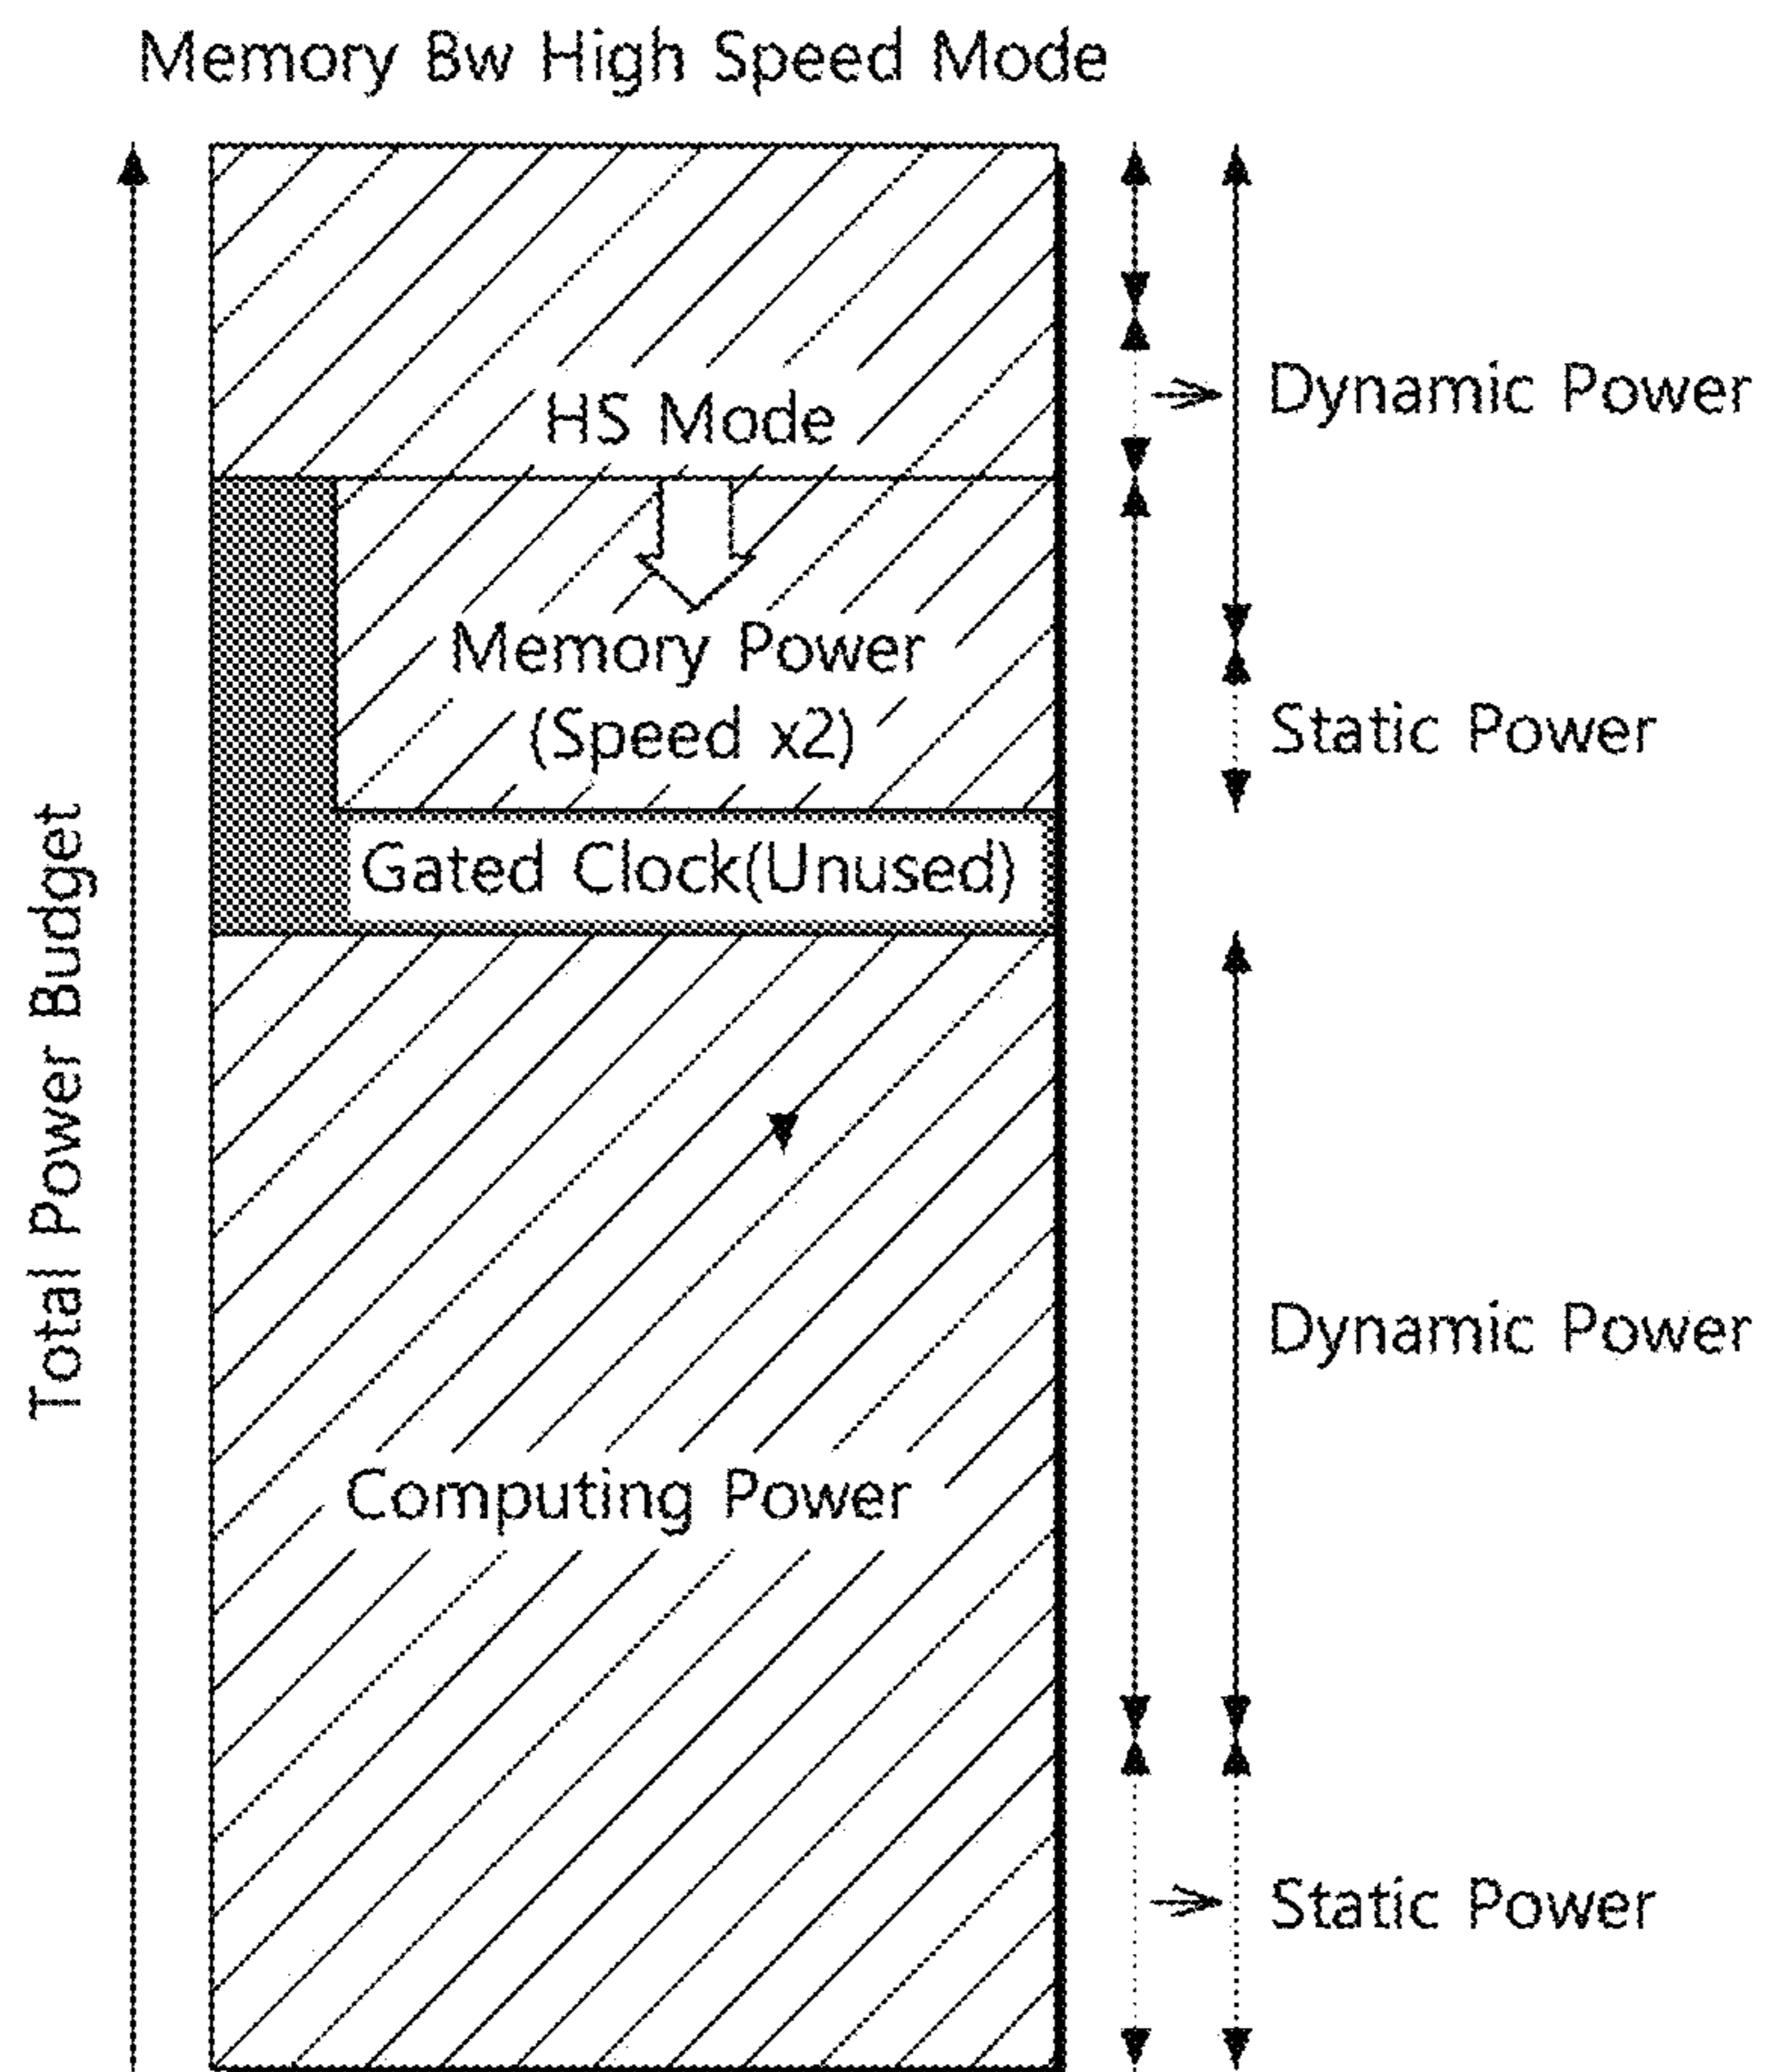 Memory Bw High Speed Mode
HS Mode
Dynamic Power
Memory Power
(Speed x2)
Static Power
Gated Clock(Unused)
Total Power Budget
Dynamic Power
Computing Power
Static Power